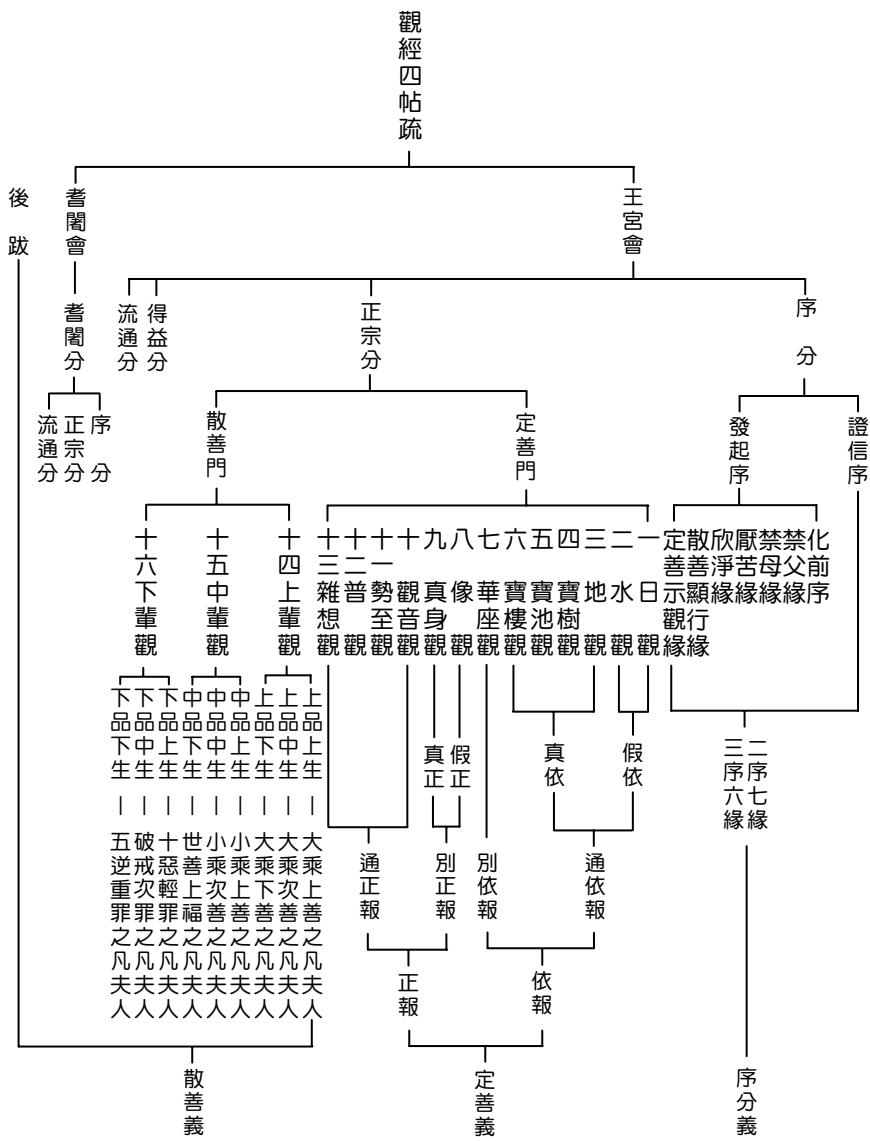 觀經四帖疏
王宮會
耆闍會
後跋
序分
正宗分
得益分
流通分
耆闍分
證信序
發起序
定善門
散善門
序分
正宗分
流通分
化前序
禁父緣
禁母緣
厭苦緣
欣淨緣
散善顯行緣
定善示觀緣
一日觀
二水觀
三地觀
四寶樹觀
五寶池觀
六寶樓觀
七華座觀
八像觀
九真身觀
十觀音觀
十一勢至觀
十二普觀
十三雜想觀
十四上輩觀
十五中輩觀
十六下輩觀
上品上生—大乘上善之凡夫人
上品中生—大乘次善之凡夫人
上品下生—大乘下善之凡夫人
中品上生—小乘上善之凡夫人
中品中生—小乘次善之凡夫人
中品下生—世善上福之凡夫人
下品上生—十惡輕罪之凡夫人
下品中生—破戒次罪之凡夫人
下品下生—五逆重罪之凡夫人
二序七緣
三序六緣
假依
真依
假正
真正
通依報
別依報
別正報
通正報
依報
正報
序分義
定善義
散善義